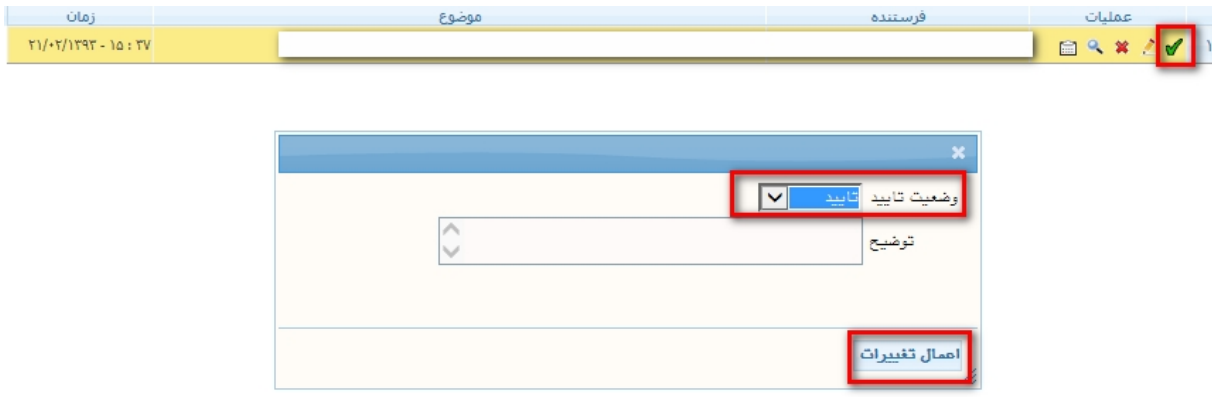 عملیات فرستنده موضوع زمان
۱ ۲۱/۰۲/۱۳۹۳ - ۱۵ : ۳۷
وضعیت تایید تایید
توضیح
اعمال تغییرات